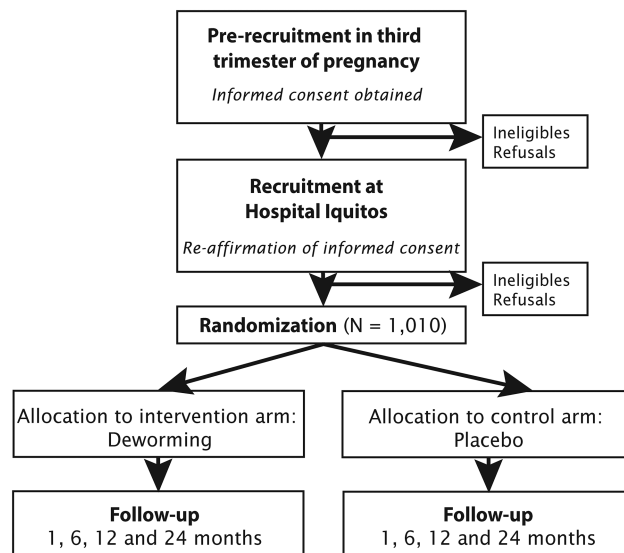 Pre-recruitment in third
trimester of pregnancy
Informed consent obtained
Ineligibles
Refusals
Recruitment at
Hospital Iquitos
Re-affirmation of informed consent
Ineligibles
Refusals
Randomization (N = 1,010)
Allocation to intervention arm:
Deworming
Allocation to control arm:
Placebo
Follow-up
1, 6, 12 and 24 months
Follow-up
1, 6, 12 and 24 months